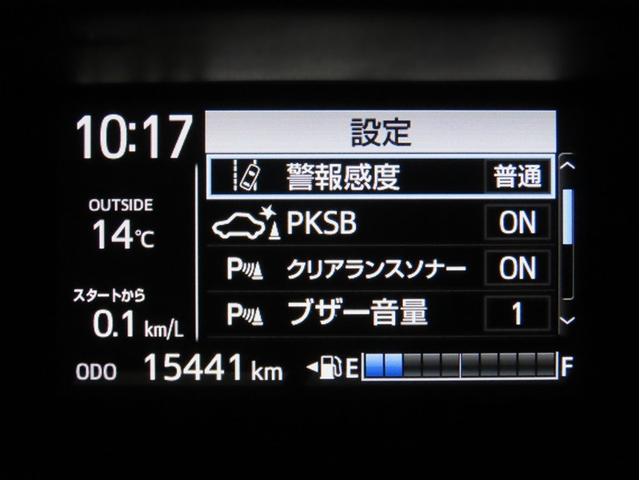 10:17
OUTSIDE
14℃
スタートから
0.1 km/L
設定
警報感度 普通
PKSB ON
P クリアランスソナー ON
P ブザー音量 1
ODO 15441 km E F